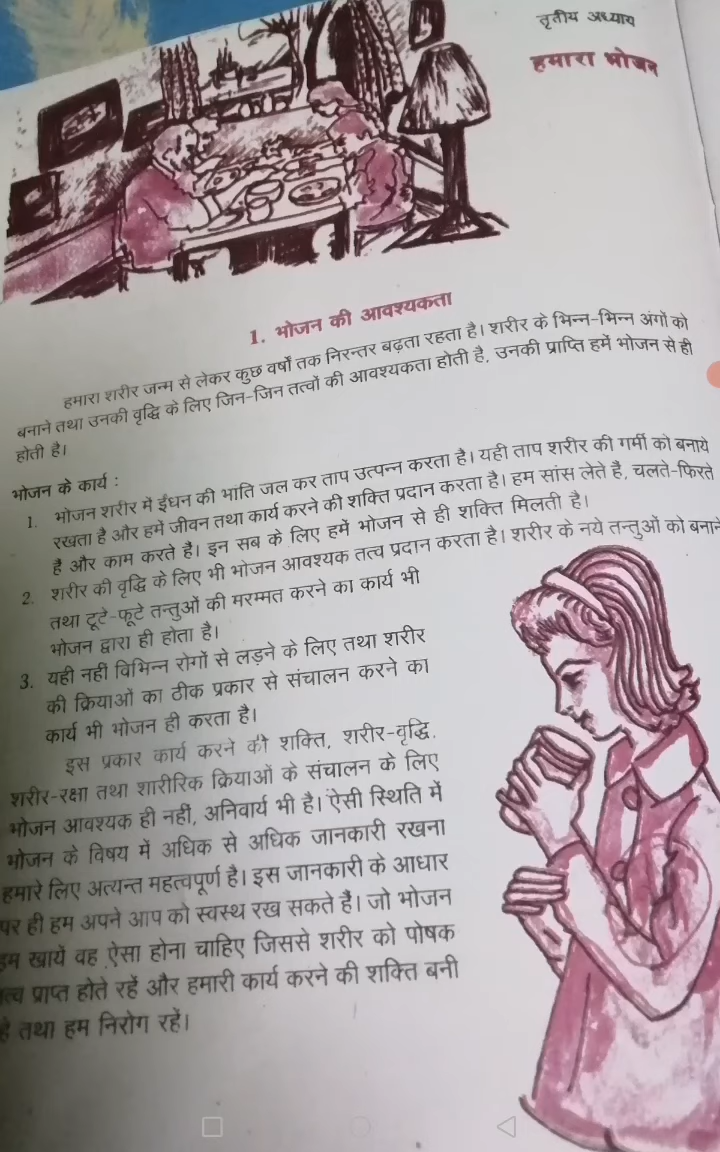 तृतीय अध्याय
हमारा भोजन
1. भोजन की आवश्यकता
हमारा शरीर जन्म से लेकर कुछ वर्षों तक निरन्तर बढ़ता रहता है। शरीर के भिन्न-भिन्न अंगों को
बनाने तथा उनकी वृद्धि के लिए जिन-जिन तत्वों की आवश्यकता होती है, उनकी प्राप्ति हमें भोजन से ही
होती है।
भोजन के कार्य :
1. भोजन शरीर में ईंधन की भांति जल कर ताप उत्पन्न करता है। यही ताप शरीर की गर्मी को बनाये
रखता है और हमें जीवन तथा कार्य करने की शक्ति प्रदान करता है। हम सांस लेते है, चलते-फिरते
है और काम करते है। इन सब के लिए हमें भोजन से ही शक्ति मिलती है।
2. शरीर की वृद्धि के लिए भी भोजन आवश्यक तत्व प्रदान करता है। शरीर के नये तन्तुओं को बनाने
तथा टूटे-फूटे तन्तुओं की मरम्मत करने का कार्य भी
भोजन द्वारा ही होता है।
3. यही नहीं विभिन्न रोगों से लड़ने के लिए तथा शरीर
की क्रियाओं का ठीक प्रकार से संचालन करने का
कार्य भी भोजन ही करता है।
इस प्रकार कार्य करने की शक्ति, शरीर-वृद्धि,
शरीर-रक्षा तथा शारीरिक क्रियाओं के संचालन के लिए
भोजन आवश्यक ही नहीं, अनिवार्य भी है। ऐसी स्थिति में
भोजन के विषय में अधिक से अधिक जानकारी रखना
हमारे लिए अत्यन्त महत्वपूर्ण है। इस जानकारी के आधार
पर ही हम अपने आप को स्वस्थ रख सकते हैं। जो भोजन
हम खायें वह ऐसा होना चाहिए जिससे शरीर को पोषक
तत्व प्राप्त होते रहें और हमारी कार्य करने की शक्ति बनी
है तथा हम निरोग रहें।